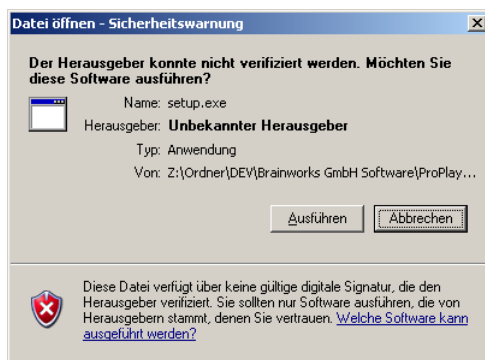 Datei öffnen - Sicherheitswarnung
Der Herausgeber konnte nicht verifiziert werden. Möchten Sie
diese Software ausführen?
Name: setup.exe
Herausgeber: Unbekannter Herausgeber
Typ: Anwendung
Von: Z:\Ordner\DEV\Brainworks GmbH Software\ProPlay...
Ausführen Abbrechen
Diese Datei verfügt über keine gültige digitale Signatur, die den
Herausgeber verifiziert. Sie sollten nur Software ausführen, die von
Herausgebern stammt, denen Sie vertrauen. Welche Software kann
ausgeführt werden?